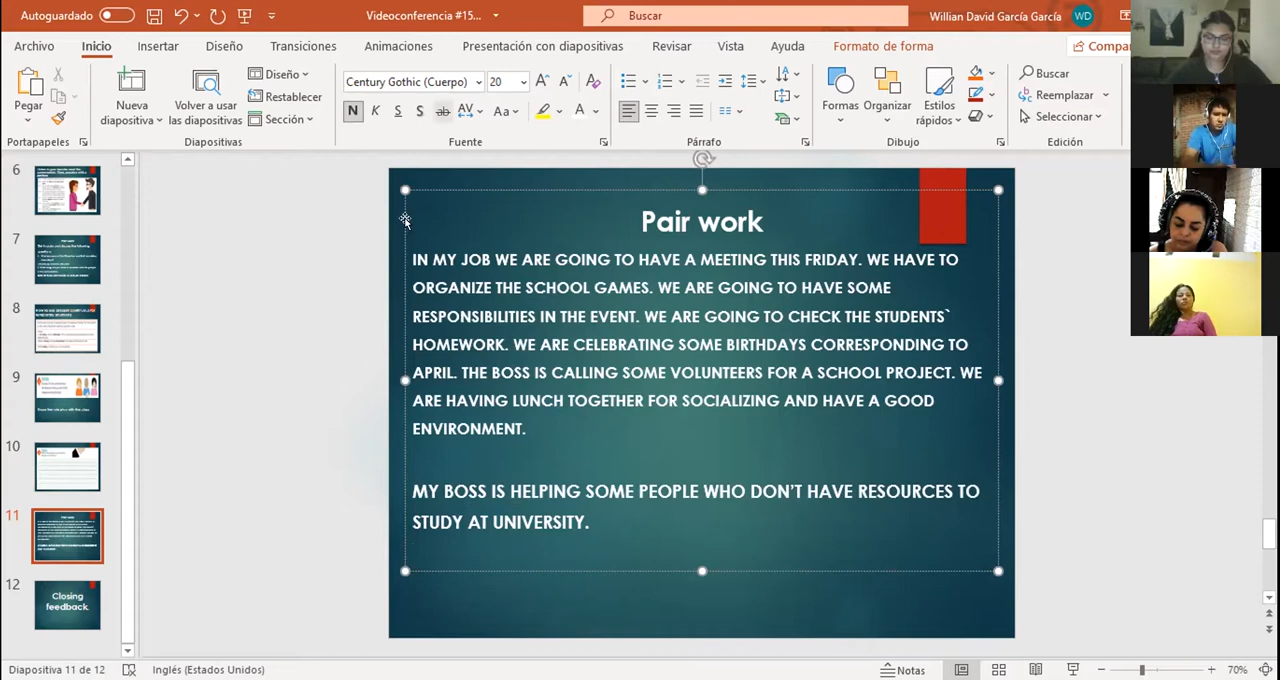 Autoguardado
Videoconferencia #15...
Buscar
Willian David García García
WD
Archivo
Inicio
Insertar
Diseño
Transiciones
Animaciones
Presentación con diapositivas
Revisar
Vista
Ayuda
Formato de forma
Compar
Pegar
Portapapeles
Nueva diapositiva
Volver a usar las diapositivas
Diseño
Restablecer
Sección
Diapositivas
Century Gothic (Cuerpo)
20
N K S S ab AV Aa A
Fuente
Párrafo
Formas
Organizar
Estilos rápidos
Dibujo
Buscar
Reemplazar
Seleccionar
Edición
6
7
8
9
10
11
12
Closing
feedback
Pair work
IN MY JOB WE ARE GOING TO HAVE A MEETING THIS FRIDAY. WE HAVE TO
ORGANIZE THE SCHOOL GAMES. WE ARE GOING TO HAVE SOME
RESPONSIBILITIES IN THE EVENT. WE ARE GOING TO CHECK THE STUDENTS`
HOMEWORK. WE ARE CELEBRATING SOME BIRTHDAYS CORRESPONDING TO
APRIL. THE BOSS IS CALLING SOME VOLUNTEERS FOR A SCHOOL PROJECT. WE
ARE HAVING LUNCH TOGETHER FOR SOCIALIZING AND HAVE A GOOD
ENVIRONMENT.
MY BOSS IS HELPING SOME PEOPLE WHO DON’T HAVE RESOURCES TO
STUDY AT UNIVERSITY.
Diapositiva 11 de 12
Inglés (Estados Unidos)
Notas
70%